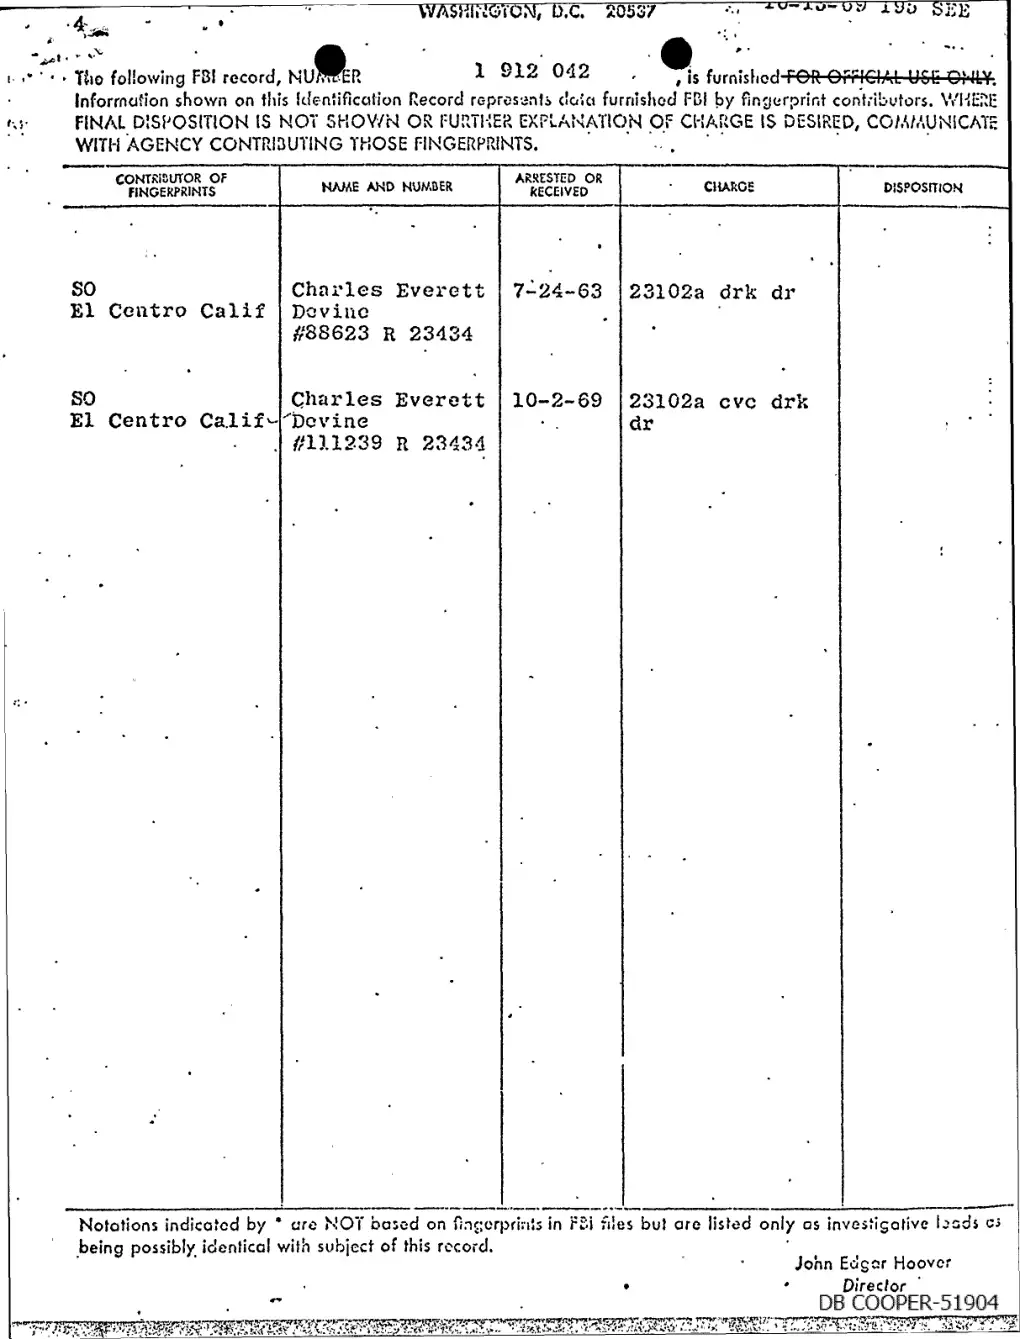 WASHINGTON, D.C. 20537 10-15-69 195 SEE
4
The following FBI record, NUMBER 1 912 042 , is furnished FOR OFFICIAL USE ONLY.
Information shown on this Identification Record represents data furnished FBI by fingerprint contributors. WHERE
FINAL DISPOSITION IS NOT SHOWN OR FURTHER EXPLANATION OF CHARGE IS DESIRED, COMMUNICATE
WITH AGENCY CONTRIBUTING THOSE FINGERPRINTS.
CONTRIBUTOR OF FINGERPRINTS NAME AND NUMBER ARRESTED OR RECEIVED CHARGE DISPOSITION
SO Charles Everett 7-24-63 23102a drk dr
El Centro Calif Devine
#88623 R 23434
SO Charles Everett 10-2-69 23102a cvc drk
El Centro Calif Devine dr
#111239 R 23434
Notations indicated by * are NOT based on fingerprints in FBI files but are listed only as investigative leads as
being possibly identical with subject of this record.
John Edgar Hoover
Director
DB COOPER-51904